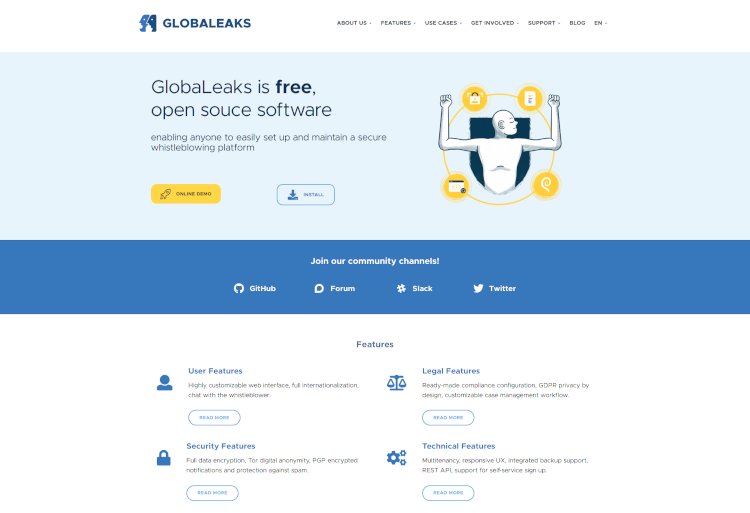 GLOBALEAKS
ABOUT US
FEATURES
USE CASES
GET INVOLVED
SUPPORT
BLOG
EN
GlobaLeaks is free,
open souce software
enabling anyone to easily set up and maintain a secure
whistleblowing platform
ONLINE DEMO
INSTALL
Join our community channels!
GitHub
Forum
Slack
Twitter
Features
User Features
Highly customizable web interface, full internationalization,
chat with the whistleblower.
READ MORE
Legal Features
Ready-made compliance configuration, GDPR privacy by
design, customizable case management workflow.
READ MORE
Security Features
Full data encryption, Tor digital anonymity, PGP encrypted
notifications and protection against spam.
READ MORE
Technical Features
Multitenancy, responsive UX, integrated backup support,
REST API, support for self-service sign up.
READ MORE